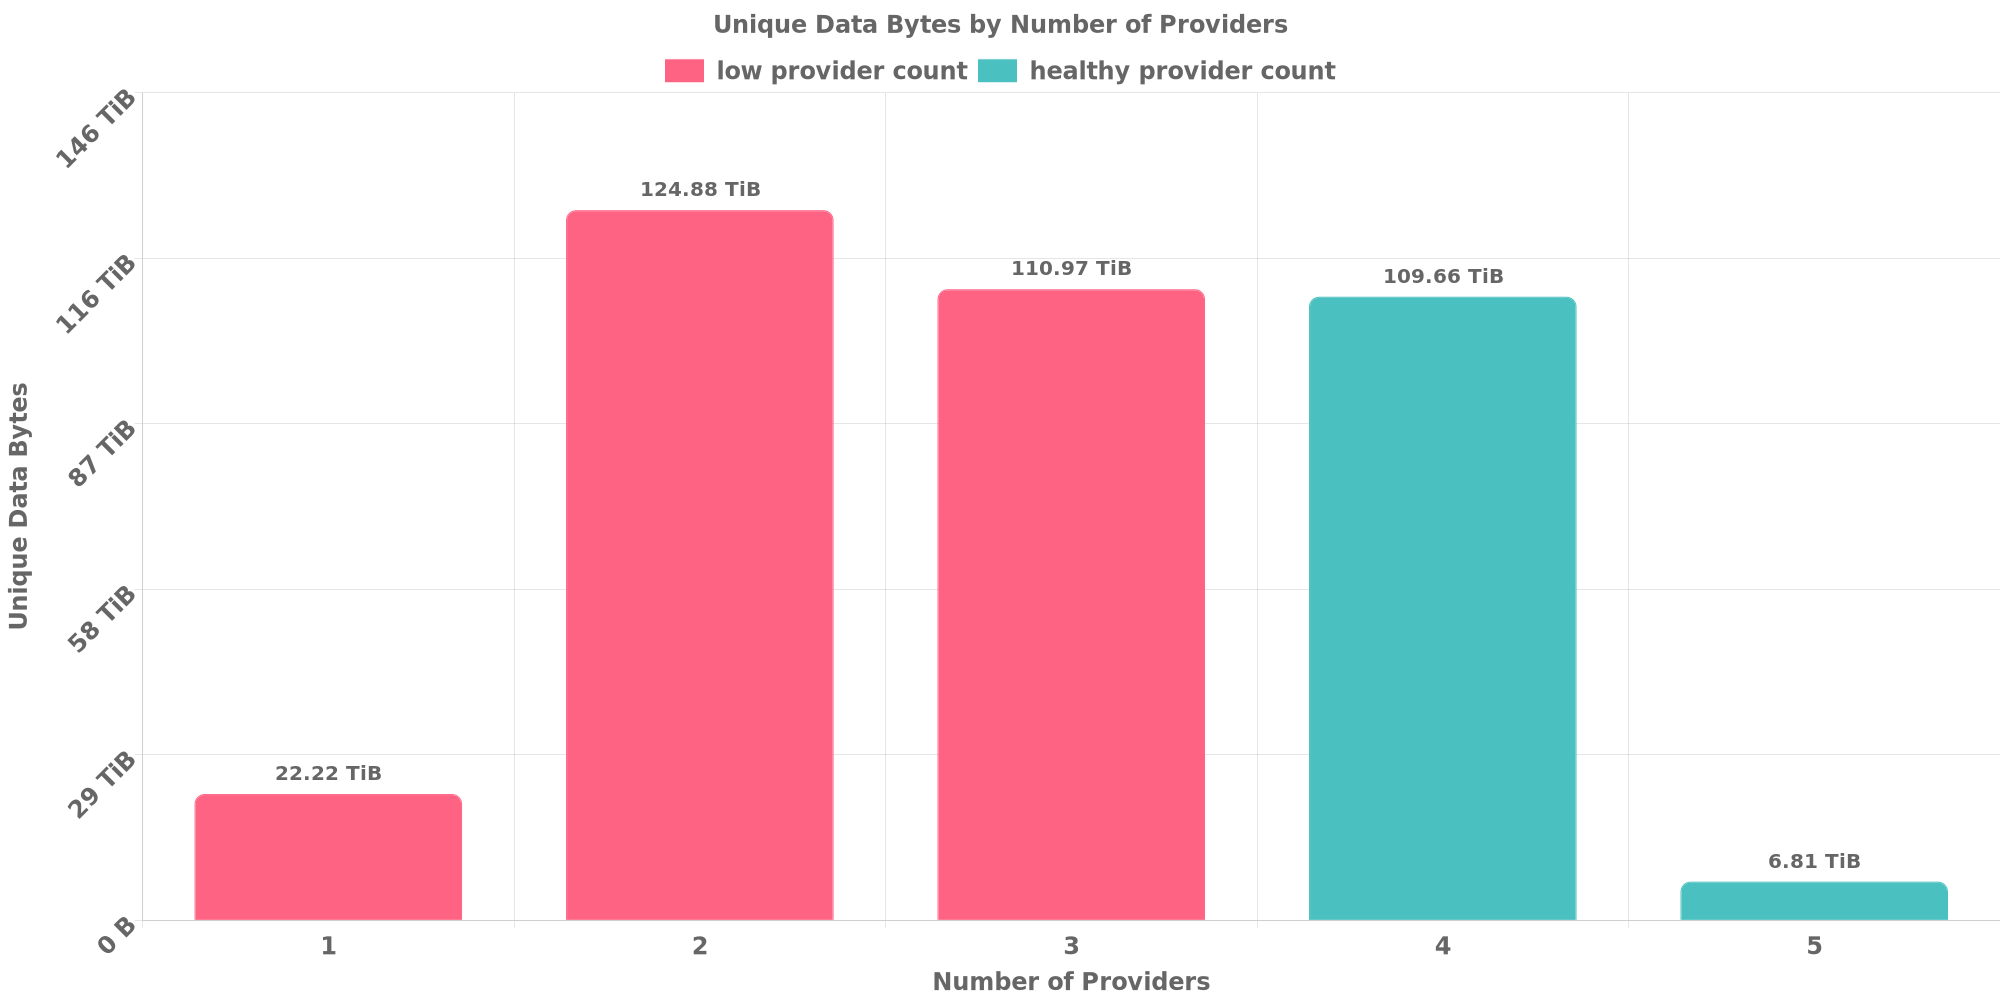 Unique Data Bytes by Number of Providers
low provider count healthy provider count
146 TiB
116 TiB
87 TiB
58 TiB
29 TiB
0 B
Unique Data Bytes
22.22 TiB
124.88 TiB
110.97 TiB
109.66 TiB
6.81 TiB
1 2 3 4 5
Number of Providers